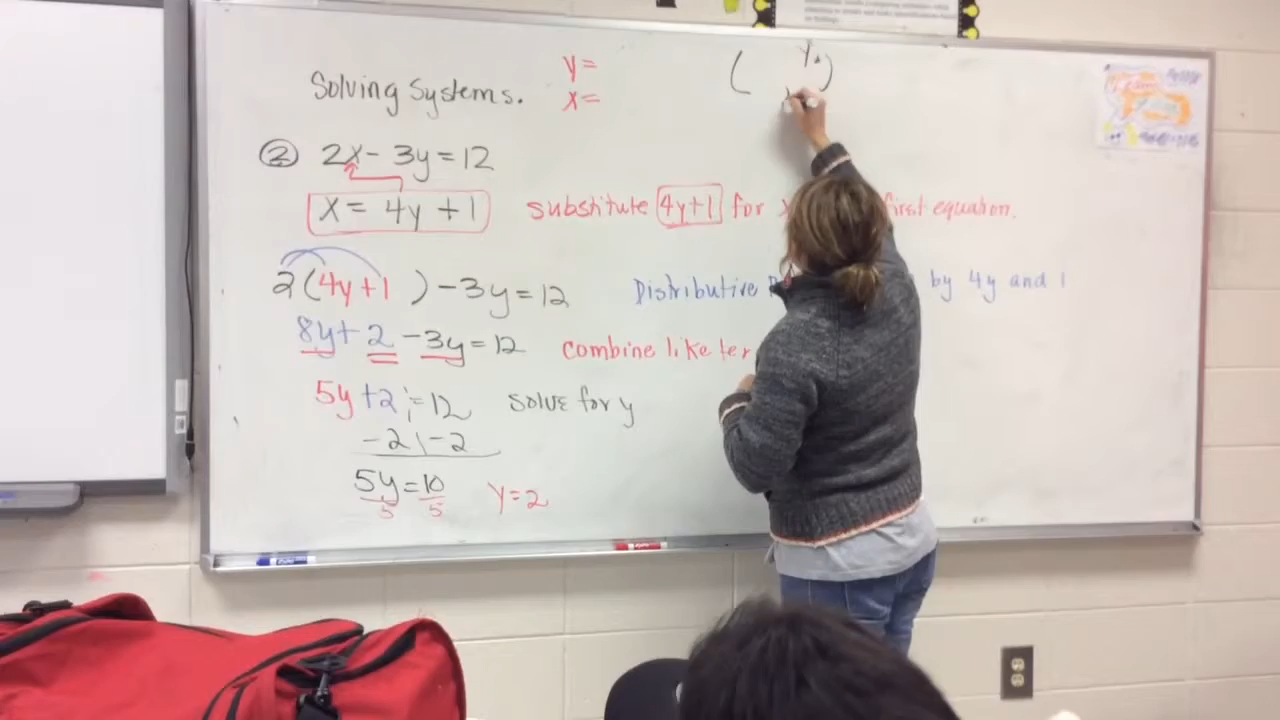 Solving Systems.
y=
x=
( y. )
② 2x - 3y = 12
x = 4y + 1
substitute 4y+1 for x first equation.
2(4y+1) - 3y = 12
Distributive by 4y and 1
8y + 2 - 3y = 12
combine like ter
5y + 2 = 12
solve for y
-2 | -2
5y = 10
5 5
y = 2